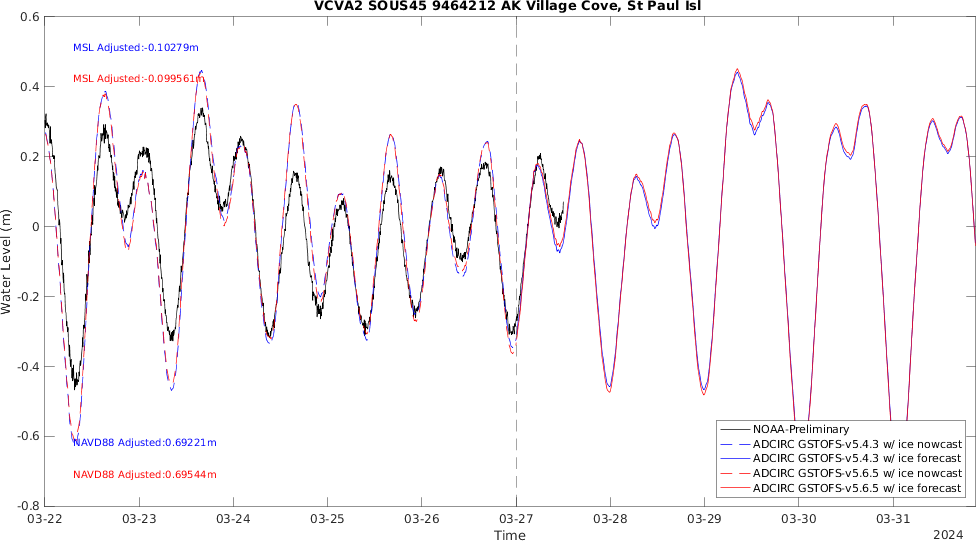 VCVA2 SOUS45 9464212 AK Village Cove, St Paul Isl
0.6
MSL Adjusted:-0.10279m
MSL Adjusted:-0.099561m
0.4
0.2
0
-0.2
-0.4
-0.6
-0.8
Water Level (m)
NAVD88 Adjusted:0.69221m
NAVD88 Adjusted:0.69544m
NOAA-Preliminary
ADCIRC GSTOFS-v5.4.3 w/ ice nowcast
ADCIRC GSTOFS-v5.4.3 w/ ice forecast
ADCIRC GSTOFS-v5.6.5 w/ ice nowcast
ADCIRC GSTOFS-v5.6.5 w/ ice forecast
03-22 03-23 03-24 03-25 03-26 03-27 03-28 03-29 03-30 03-31
Time
2024